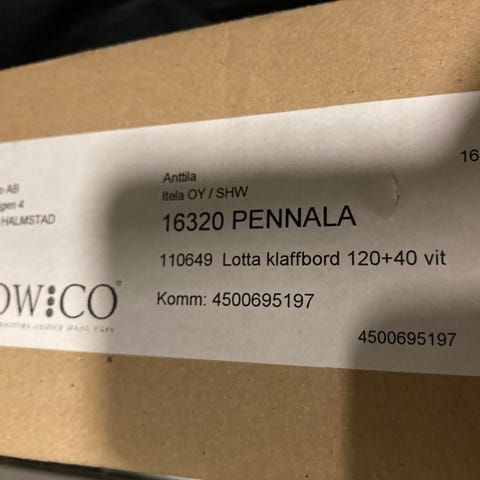 o AB
igen 4
HALMSTAD
Anttila
Itela OY / SHW
16320 PENNALA
110649 Lotta klaffbord 120+40 vit
Komm: 4500695197
4500695197
16
OW:CO